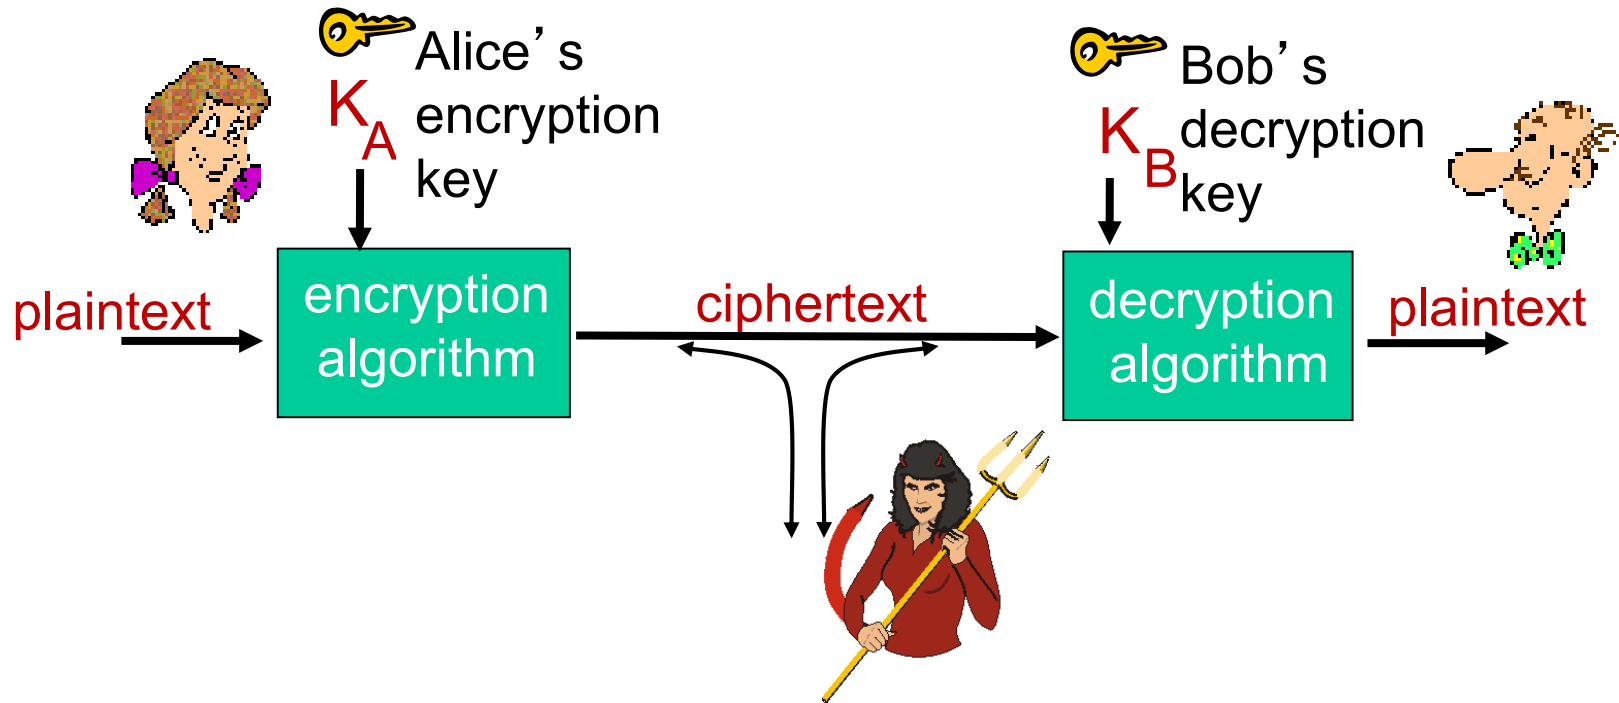 Alice’s
encryption
key
K
A
Bob’s
decryption
key
K
B
plaintext
encryption
algorithm
ciphertext
decryption
algorithm
plaintext